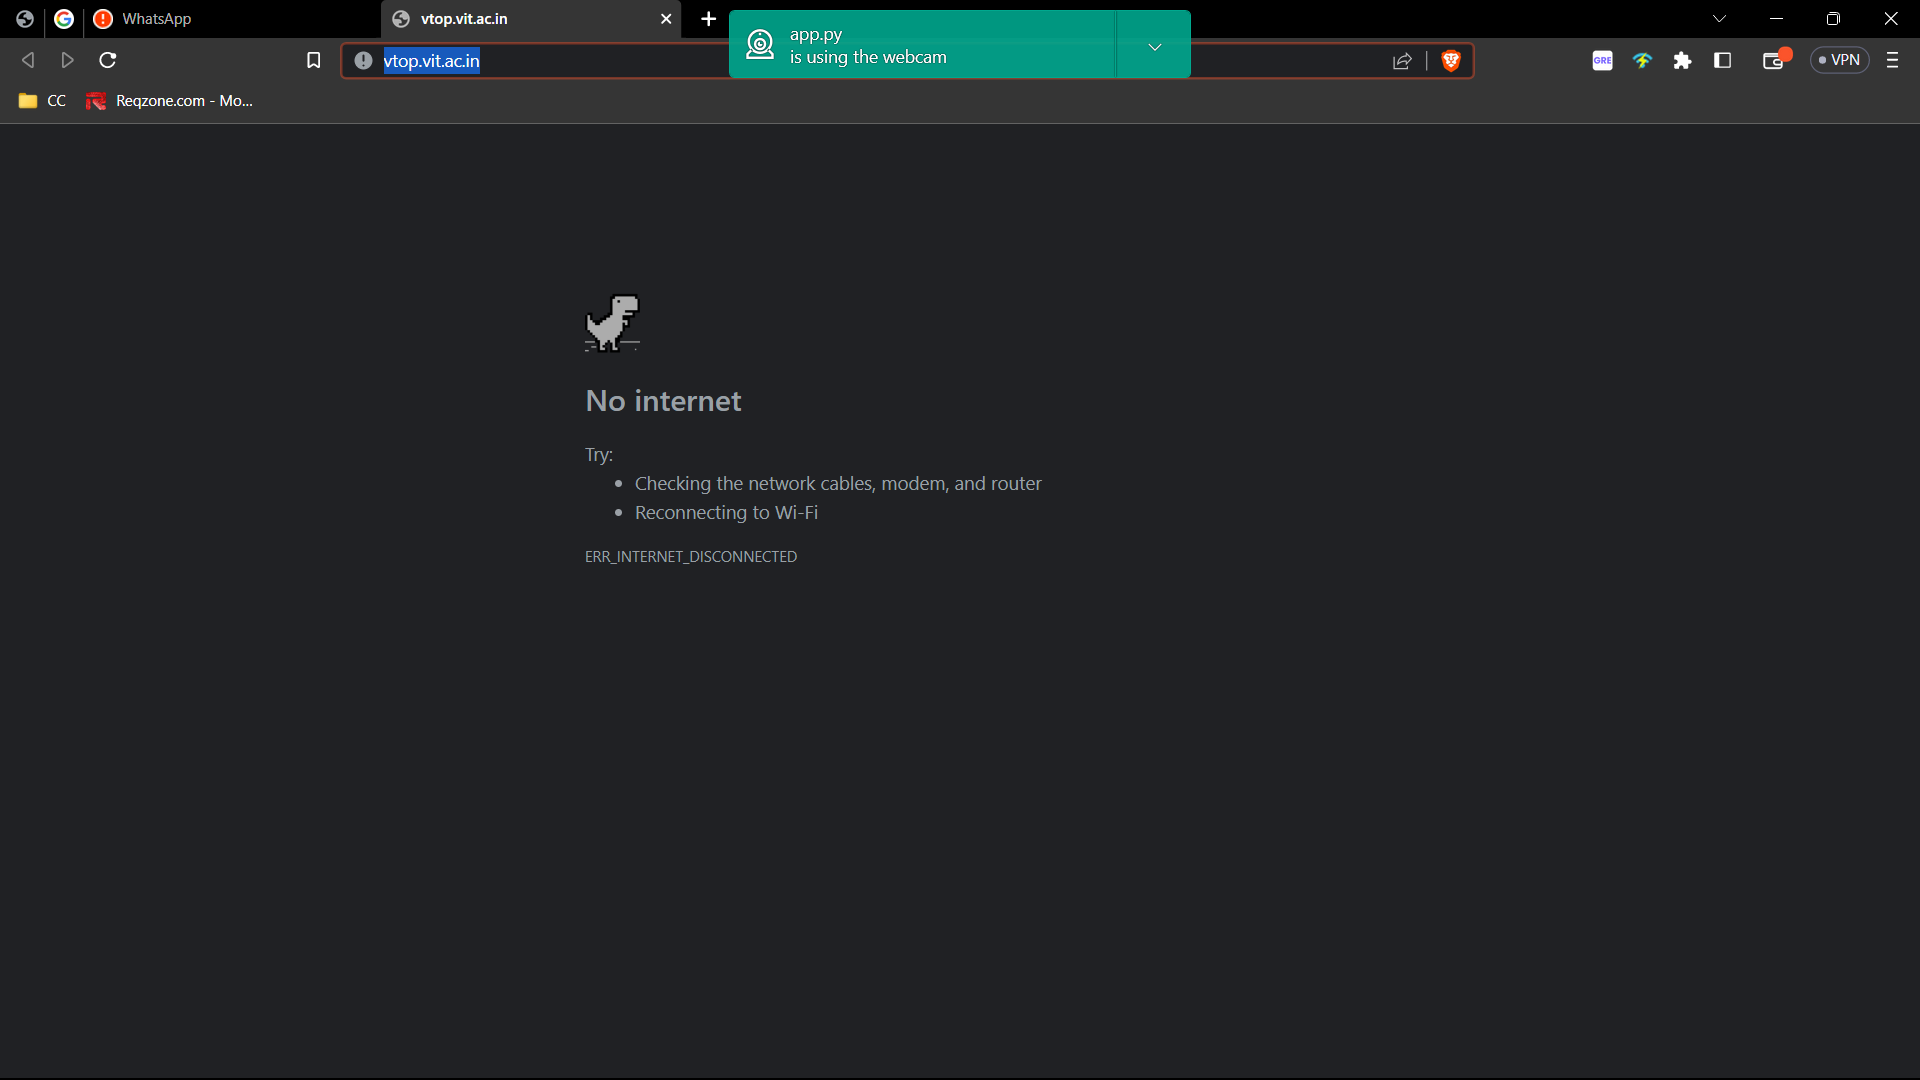 WhatsApp
vtop.vit.ac.in
app.py
is using the webcam
vtop.vit.ac.in
GRE
VPN
CC
Reqzone.com - Mo...
No internet
Try:
Checking the network cables, modem, and router
Reconnecting to Wi-Fi
ERR_INTERNET_DISCONNECTED